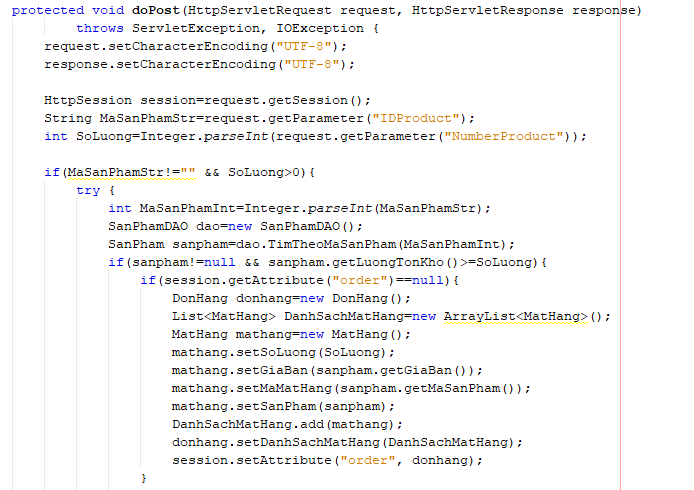 protected void doPost(HttpServletRequest request, HttpServletResponse response)
throws ServletException, IOException {
request.setCharacterEncoding("UTF-8");
response.setCharacterEncoding("UTF-8");
HttpSession session=request.getSession();
String MaSanPhamStr=request.getParameter("IDProduct");
int SoLuong=Integer.parseInt(request.getParameter("NumberProduct"));
if(MaSanPhamStr!="" && SoLuong>0){
try {
int MaSanPhamInt=Integer.parseInt(MaSanPhamStr);
SanPhamDAO dao=new SanPhamDAO();
SanPham sanpham=dao.TimTheoMaSanPham(MaSanPhamInt);
if(sanpham!=null && sanpham.getLuongTonKho()>=SoLuong){
if(session.getAttribute("order")==null){
DonHang donhang=new DonHang();
List<MatHang> DanhSachMatHang=new ArrayList<MatHang>();
MatHang mathang=new MatHang();
mathang.setSoLuong(SoLuong);
mathang.setGiaBan(sanpham.getGiaBan());
mathang.setMaMatHang(sanpham.getMaSanPham());
mathang.setSanPham(sanpham);
DanhSachMatHang.add(mathang);
donhang.setDanhSachMatHang(DanhSachMatHang);
session.setAttribute("order", donhang);
}